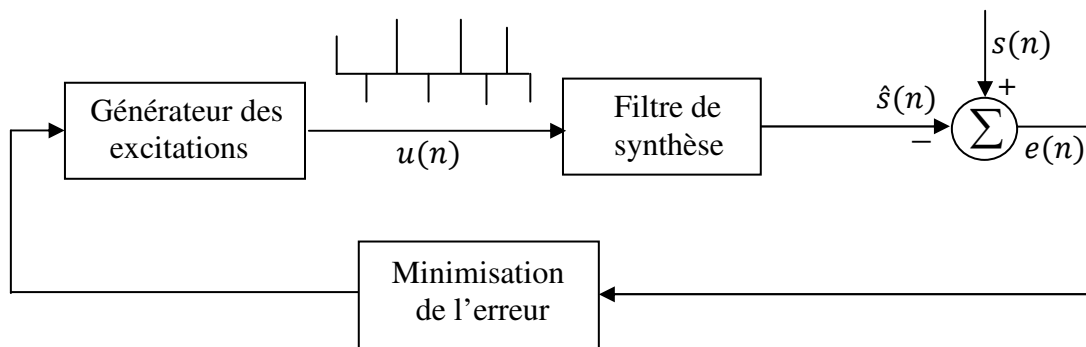 s(n)
+
Générateur des
excitations
u(n)
Filtre de
synthèse
ŝ(n)
−
∑
e(n)
Minimisation
de l’erreur